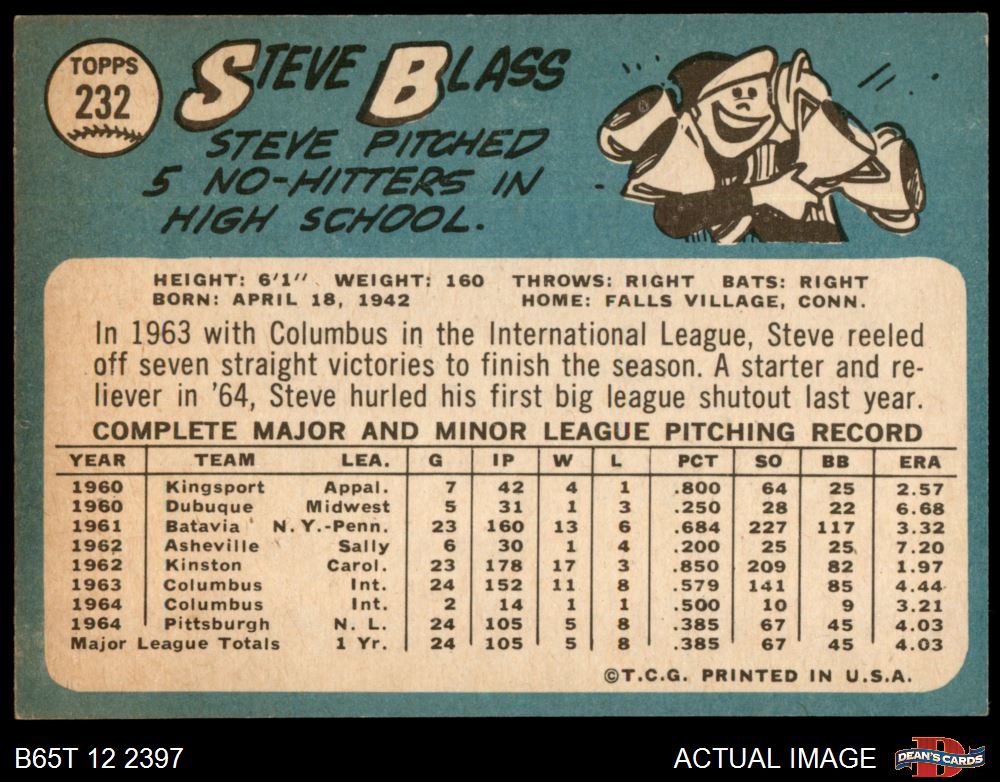 TOPPS
232
STEVE BLASS
STEVE PITCHED
5 NO-HITTERS IN
HIGH SCHOOL.
HEIGHT: 6'1" WEIGHT: 160 THROWS: RIGHT BATS: RIGHT
BORN: APRIL 18, 1942 HOME: FALLS VILLAGE, CONN.
In 1963 with Columbus in the International League, Steve reeled
off seven straight victories to finish the season. A starter and re-
liever in '64, Steve hurled his first big league shutout last year.
COMPLETE MAJOR AND MINOR LEAGUE PITCHING RECORD
YEAR TEAM LEA. G IP W L PCT SO BB ERA
1960 Kingsport Appal. 7 42 4 1 .800 64 25 2.57
1960 Dubuque Midwest 5 31 1 3 .250 28 22 6.68
1961 Batavia N.Y.-Penn. 23 160 13 6 .684 227 117 3.32
1962 Asheville Sally 6 30 1 4 .200 25 25 7.20
1962 Kinston Carol. 23 178 17 3 .850 209 82 1.97
1963 Columbus Int. 24 152 11 8 .579 141 85 4.44
1964 Columbus Int. 2 14 1 1 .500 10 9 3.21
1964 Pittsburgh N. L. 24 105 5 8 .385 67 45 4.03
Major League Totals 1 Yr. 24 105 5 8 .385 67 45 4.03
©T.C.G. PRINTED IN U.S.A.
B65T 12 2397 ACTUAL IMAGE D DEAN'S CARDS